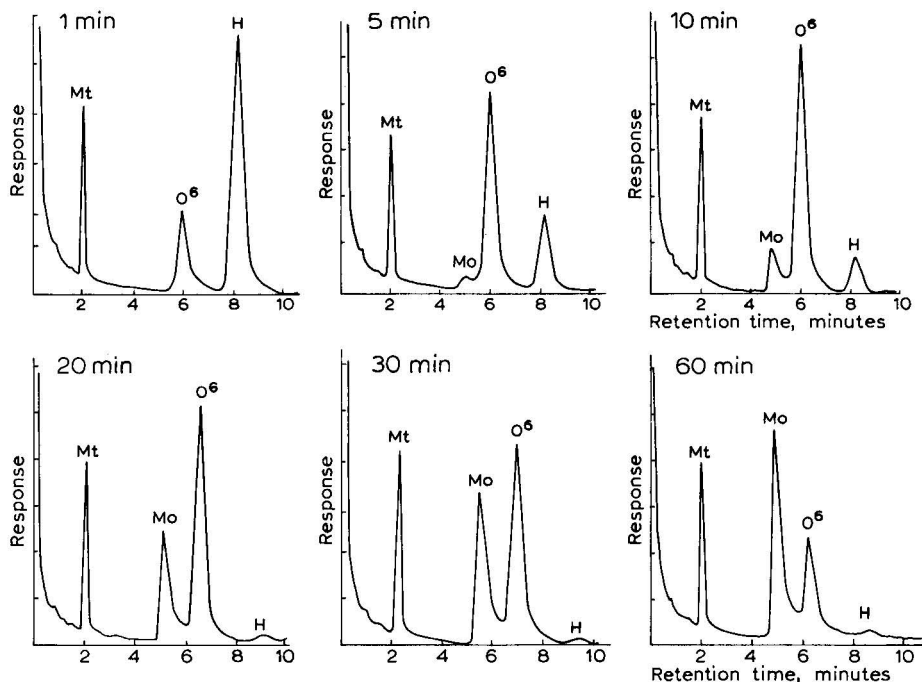 1 min
Response
Mt
O⁶
H
2 4 6 8 10
5 min
Response
Mt
Mo
O⁶
H
2 4 6 8 10
10 min
Response
Mt
Mo
O⁶
H
2 4 6 8 10
Retention time, minutes
20 min
Response
Mt
Mo
O⁶
H
2 4 6 8 10
30 min
Response
Mt
Mo
O⁶
H
2 4 6 8 10
60 min
Response
Mt
Mo
O⁶
H
2 4 6 8 10
Retention time, minutes